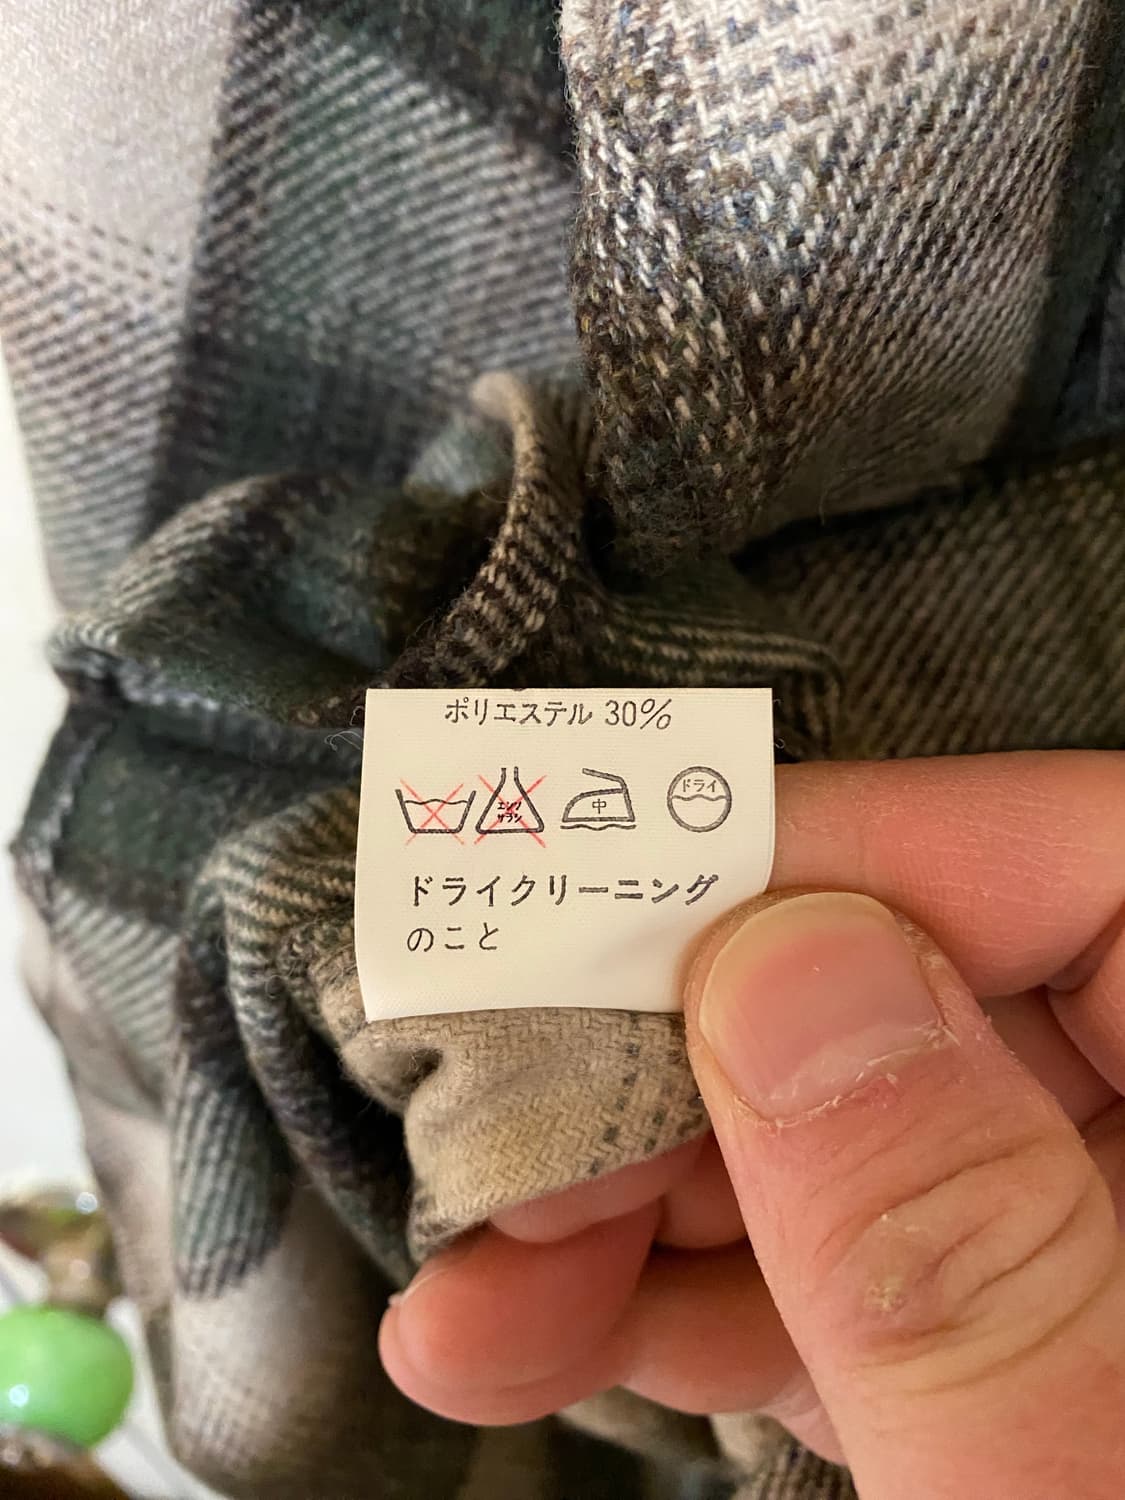 ポリエステル 30%
エンソ
サラシ
中
ドライ
ドライクリーニング
のこと